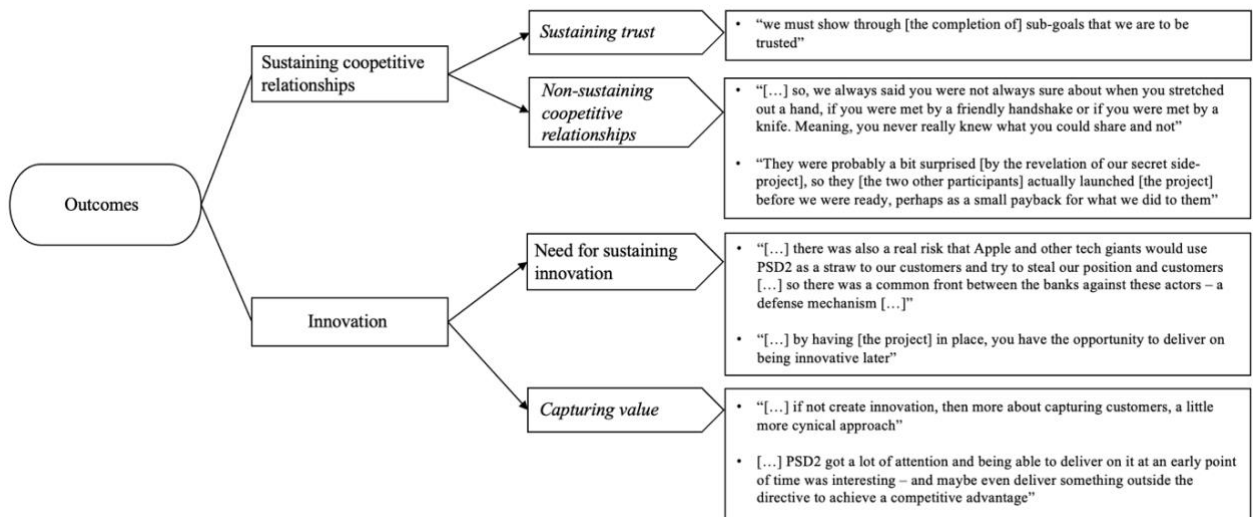 Outcomes
Sustaining coopetitive
relationships
Sustaining trust
• “we must show through [the completion of] sub-goals that we are to be
trusted”
Non-sustaining
coopetitive
relationships
• “[…] so, we always said you were not always sure about when you stretched
out a hand, if you were met by a friendly handshake or if you were met by a
knife. Meaning, you never really knew what you could share and not”
• “They were probably a bit surprised [by the revelation of our secret side-
project], so they [the two other participants] actually launched [the project]
before we were ready, perhaps as a small payback for what we did to them”
Innovation
Need for sustaining
innovation
• “[…] there was also a real risk that Apple and other tech giants would use
PSD2 as a straw to our customers and try to steal our position and customers
[…] so there was a common front between the banks against these actors – a
defense mechanism […]”
• “[…] by having [the project] in place, you have the opportunity to deliver on
being innovative later”
Capturing value
• “[…] if not create innovation, then more about capturing customers, a little
more cynical approach”
• […] PSD2 got a lot of attention and being able to deliver on it at an early point
of time was interesting – and maybe even deliver something outside the
directive to achieve a competitive advantage”